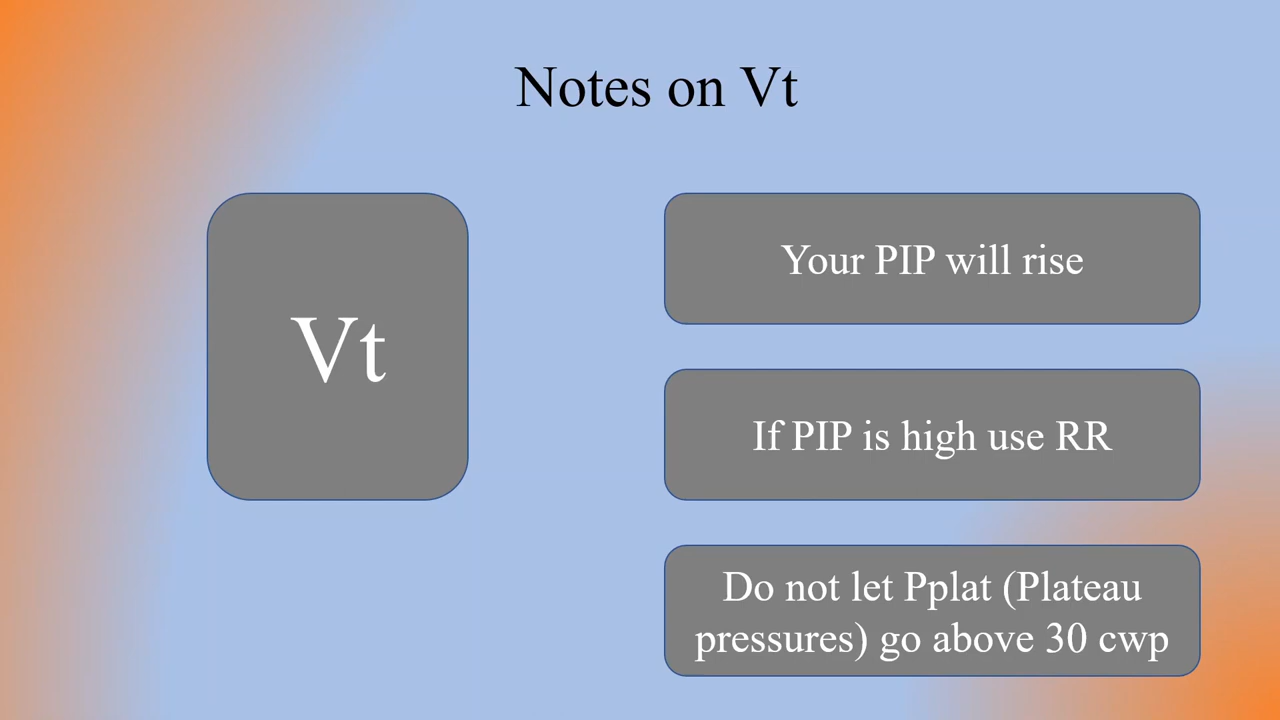 Notes on Vt
Vt
Your PIP will rise
If PIP is high use RR
Do not let Pplat (Plateau
pressures) go above 30 cwp